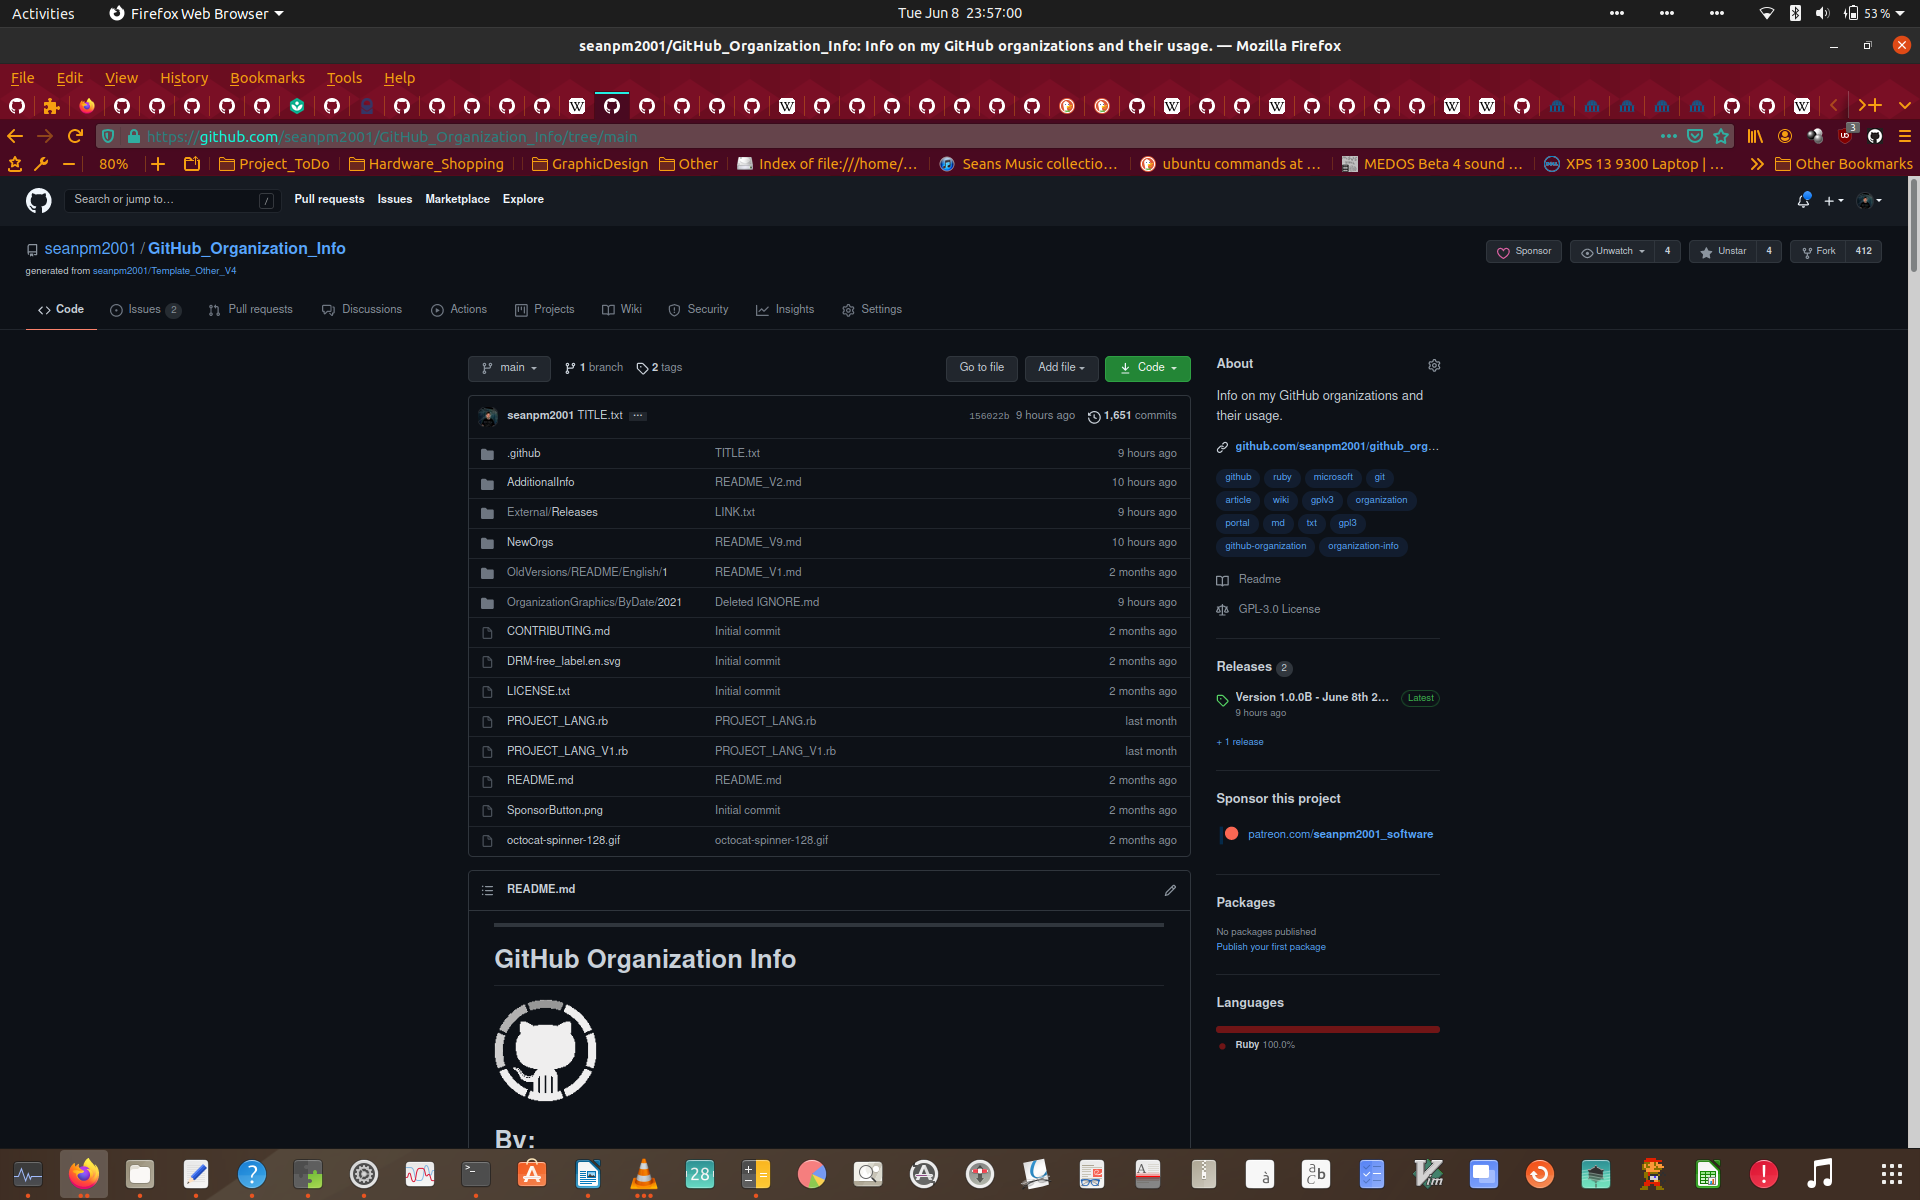 Activities
Firefox Web Browser
Tue Jun 8 23:57:00
53 %
seanpm2001/GitHub_Organization_Info: Info on my GitHub organizations and their usage. — Mozilla Firefox
File Edit View History Bookmarks Tools Help
https://github.com/seanpm2001/GitHub_Organization_Info/tree/main
3
80%
Project_ToDo
Hardware_Shopping
GraphicDesign
Other
Index of file:///home/...
Seans Music collectio...
ubuntu commands at ...
MEDOS Beta 4 sound ...
XPS 13 9300 Laptop | ...
Other Bookmarks
Search or jump to...
/
Pull requests Issues Marketplace Explore
seanpm2001 / GitHub_Organization_Info
generated from seanpm2001/Template_Other_V4
Sponsor
Unwatch 4
Unstar 4
Fork 412
Code
Issues 2
Pull requests
Discussions
Actions
Projects
Wiki
Security
Insights
Settings
main
1 branch
2 tags
Go to file
Add file
Code
seanpm2001 TITLE.txt ...
156022b 9 hours ago 1,651 commits
.github TITLE.txt 9 hours ago
AdditionalInfo README_V2.md 10 hours ago
External/Releases LINK.txt 9 hours ago
NewOrgs README_V9.md 10 hours ago
OldVersions/README/English/1 README_V1.md 2 months ago
OrganizationGraphics/ByDate/2021 Deleted IGNORE.md 9 hours ago
CONTRIBUTING.md Initial commit 2 months ago
DRM-free_label.en.svg Initial commit 2 months ago
LICENSE.txt Initial commit 2 months ago
PROJECT_LANG.rb PROJECT_LANG.rb last month
PROJECT_LANG_V1.rb PROJECT_LANG_V1.rb last month
README.md README.md 2 months ago
SponsorButton.png Initial commit 2 months ago
octocat-spinner-128.gif octocat-spinner-128.gif 2 months ago
README.md
GitHub Organization Info
By:
About
Info on my GitHub organizations and
their usage.
github.com/seanpm2001/github_org...
github ruby microsoft git
article wiki gplv3 organization
portal md txt gpl3
github-organization organization-info
Readme
GPL-3.0 License
Releases 2
Version 1.0.0B - June 8th 2... Latest
9 hours ago
+ 1 release
Sponsor this project
patreon.com/seanpm2001_software
Packages
No packages published
Publish your first package
Languages
Ruby 100.0%
28